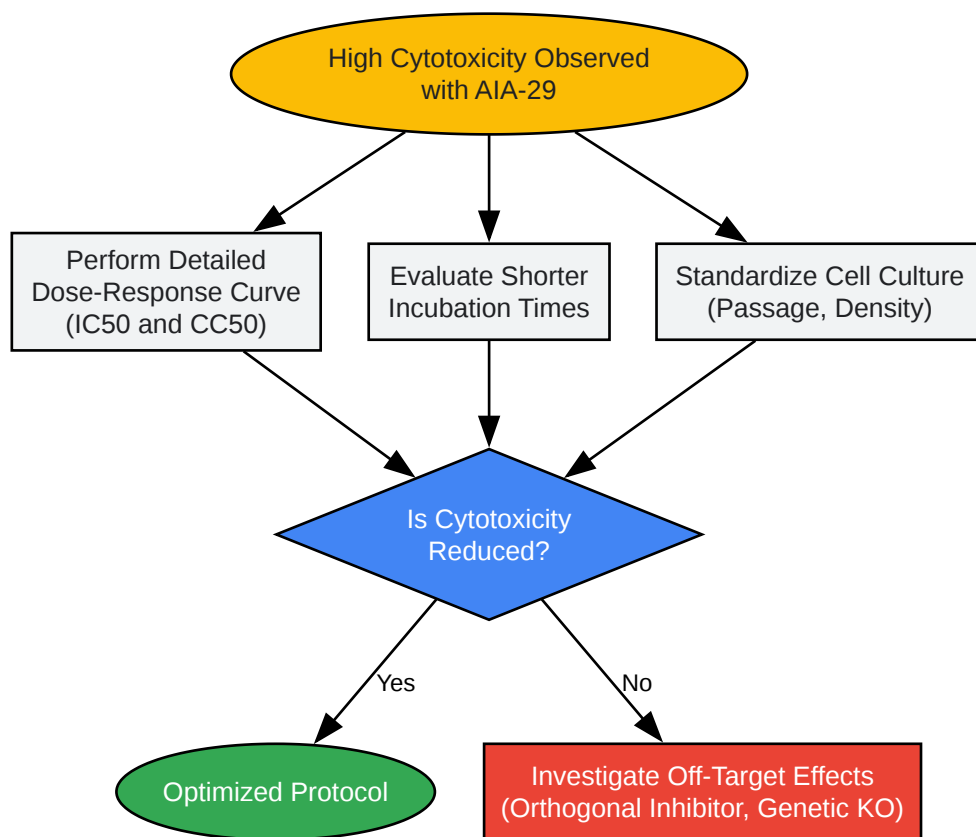 High Cytotoxicity Observed
with AIA-29
Perform Detailed
Dose-Response Curve
(IC50 and CC50)
Evaluate Shorter
Incubation Times
Standardize Cell Culture
(Passage, Density)
Is Cytotoxicity
Reduced?
Yes
No
Optimized Protocol
Investigate Off-Target Effects
(Orthogonal Inhibitor, Genetic KO)